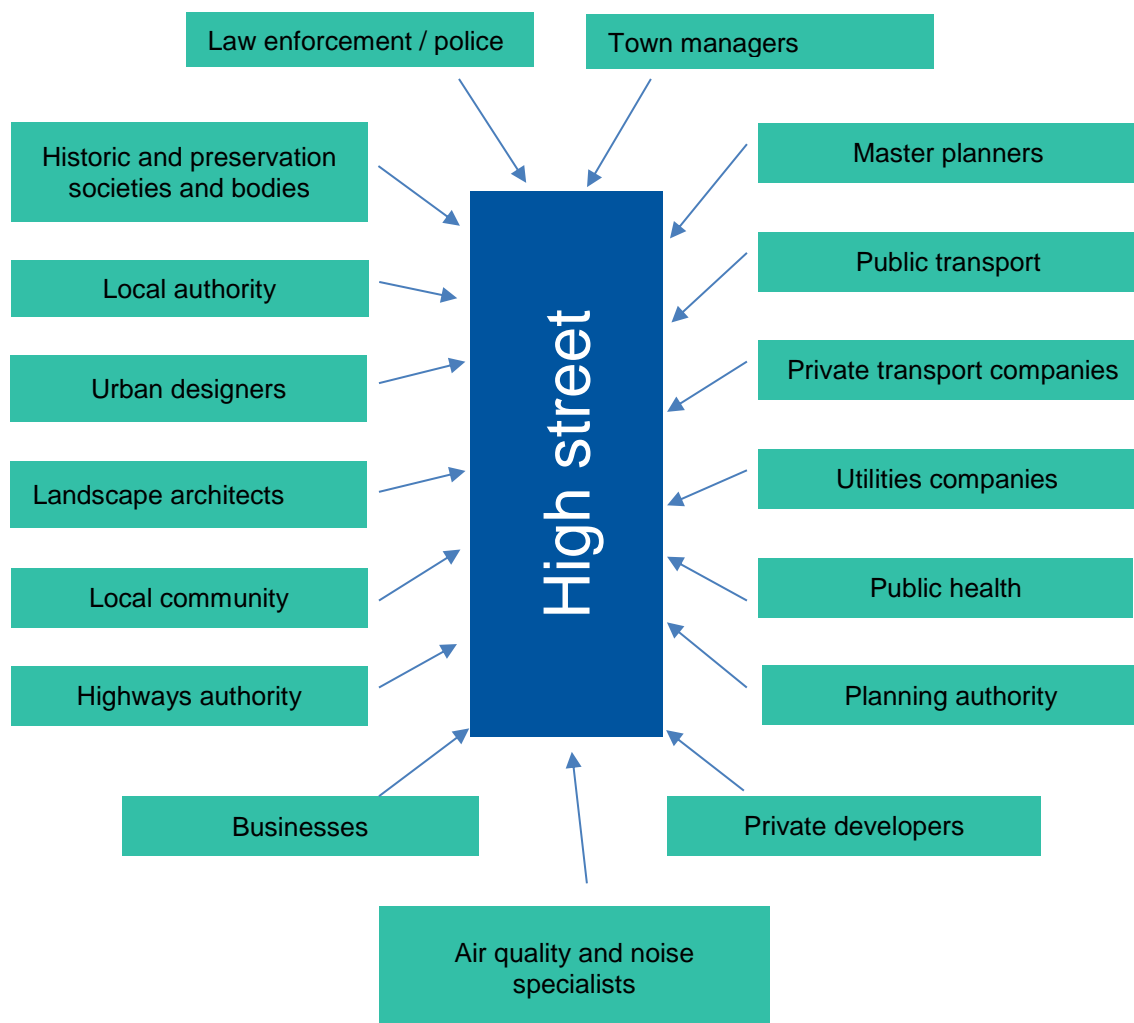 Law enforcement / police
Town managers
Historic and preservation
societies and bodies
Master planners
Local authority
Public transport
Urban designers
Private transport companies
High street
Landscape architects
Utilities companies
Local community
Public health
Highways authority
Planning authority
Businesses
Private developers
Air quality and noise
specialists